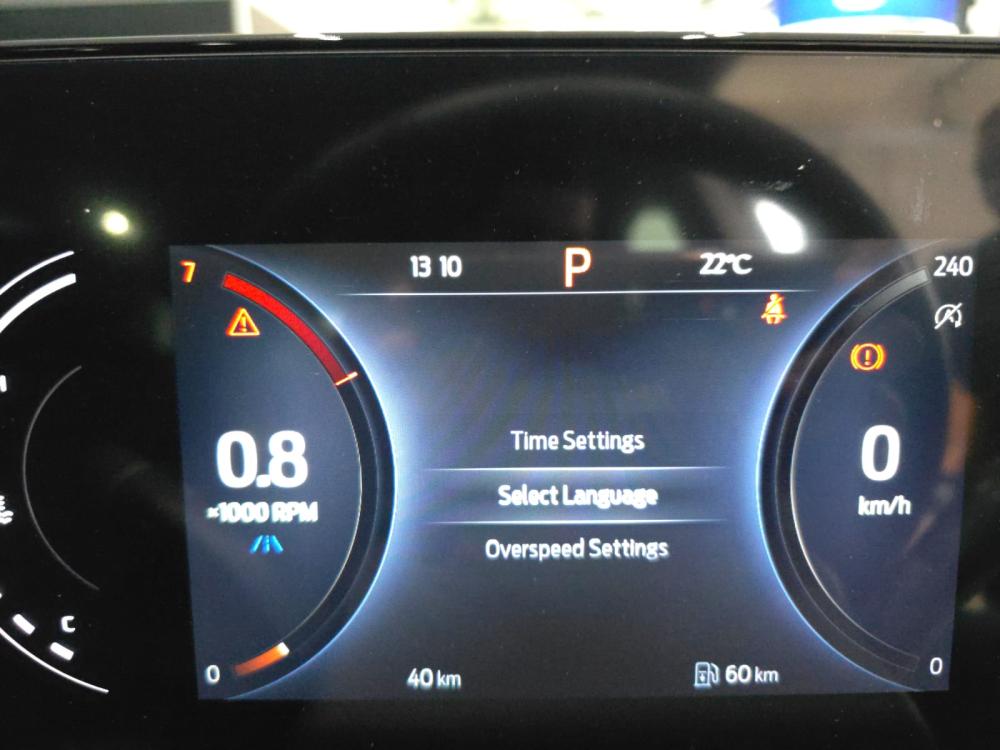 7
13 10
P
22°C
240
0.8
×1000 RPM
Time Settings
Select Language
Overspeed Settings
0
km/h
C
0
40 km
60 km
0